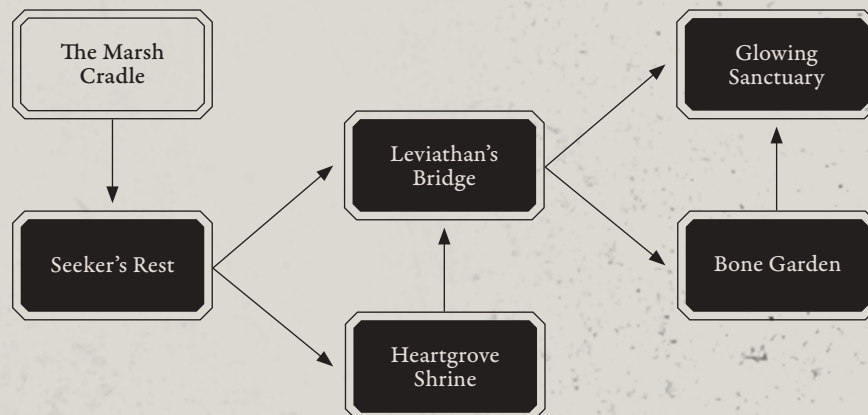 The Marsh
Cradle
Glowing
Sanctuary
Leviathan's
Bridge
Seeker's Rest
Bone Garden
Heartgrove
Shrine